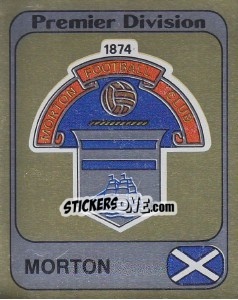 Premier Division
1874
MORTON FOOTBALL CLUB
STICKERSONE.COM
MORTON